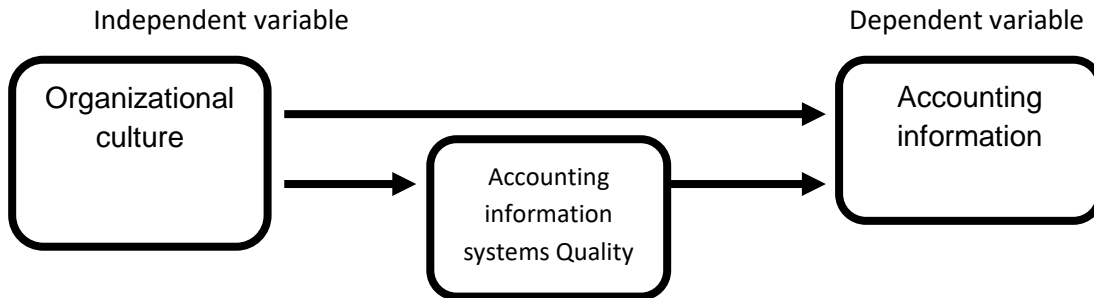 Independent variable
Dependent variable
Organizational
culture
Accounting
information
Accounting
information
systems Quality